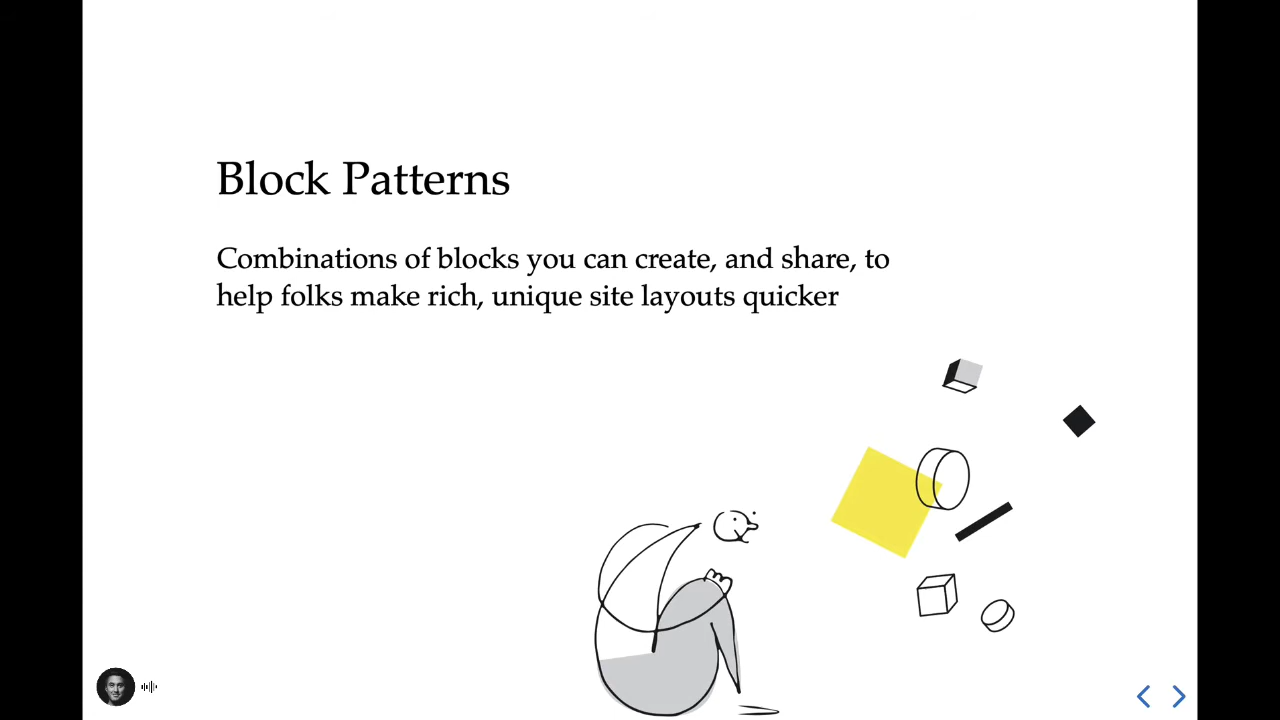 Block Patterns
Combinations of blocks you can create, and share, to
help folks make rich, unique site layouts quicker